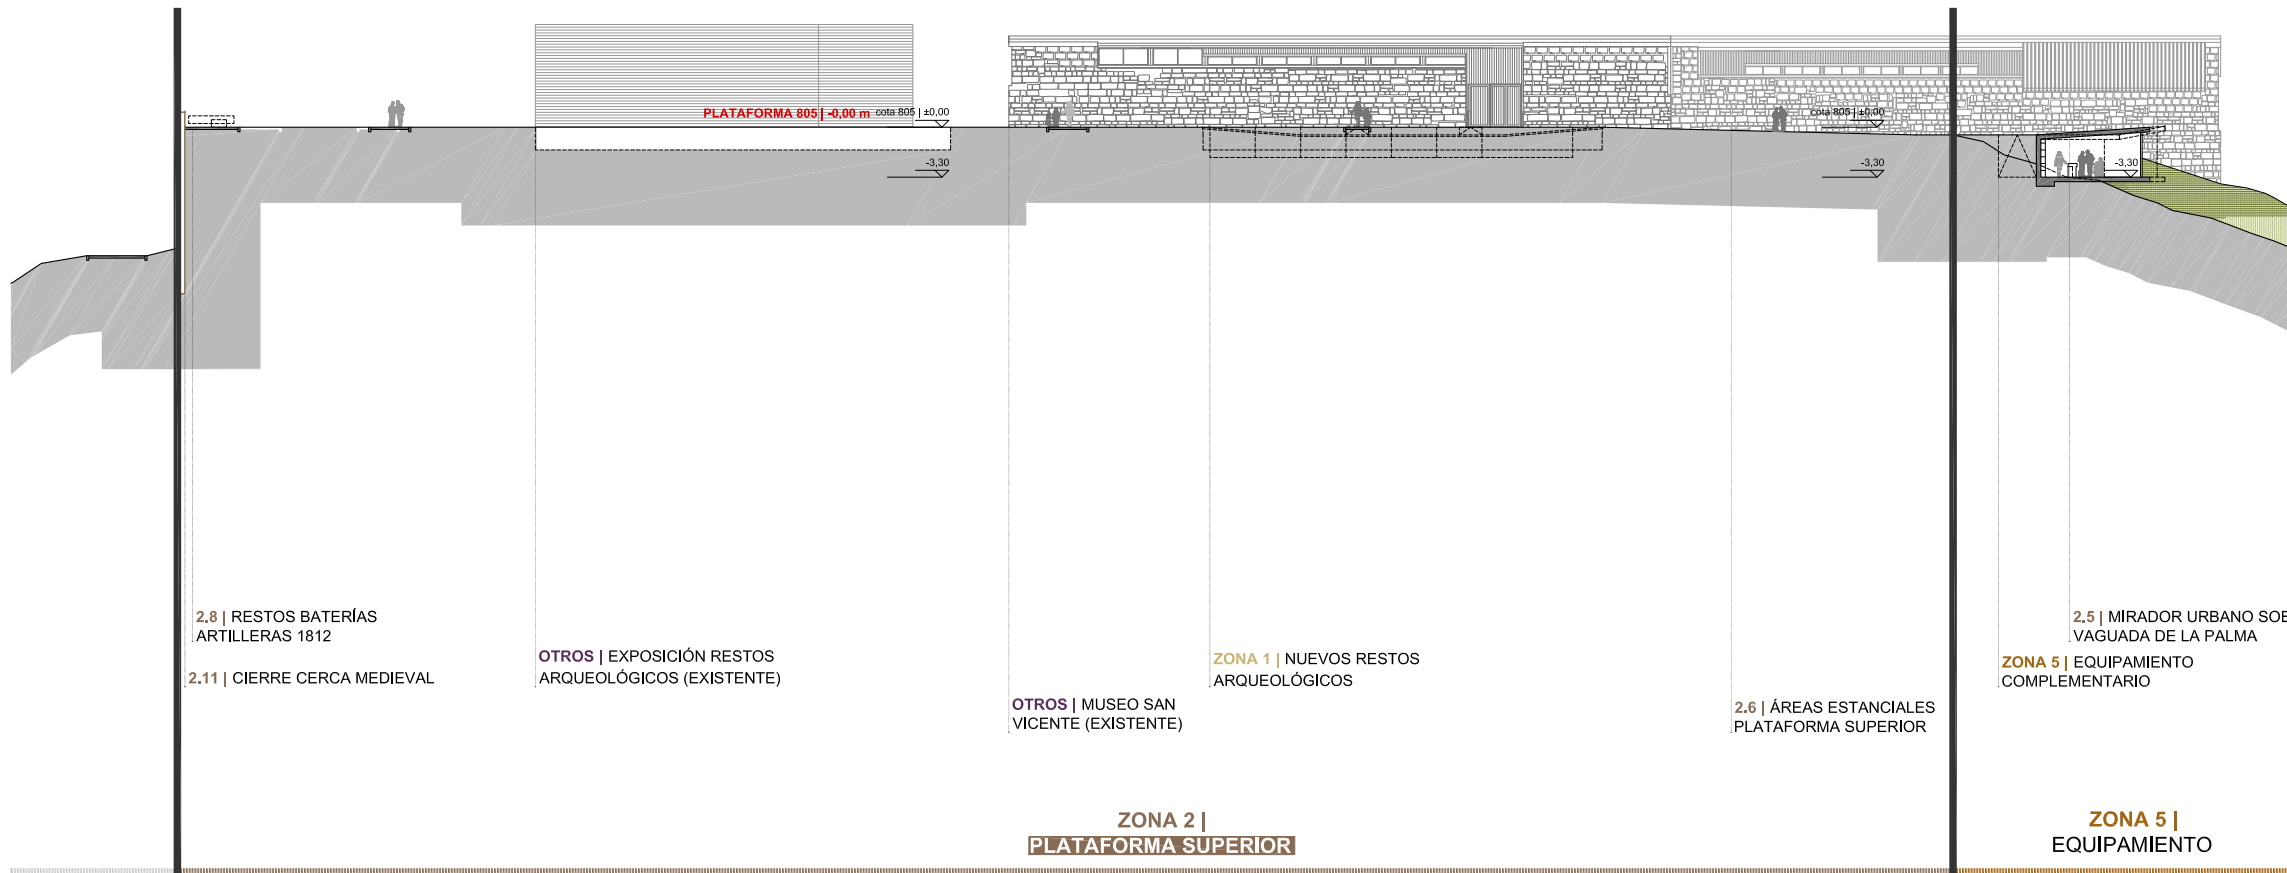 PLATAFORMA 805 | -0,00 m cota 805 | ±0,00
cota 805 | ±0,00
-3,30
-3,30
-3,30
2.8 | RESTOS BATERÍAS
ARTILLERAS 1812
2.11 | CIERRE CERCA MEDIEVAL
OTROS | EXPOSICIÓN RESTOS
ARQUEOLÓGICOS (EXISTENTE)
OTROS | MUSEO SAN
VICENTE (EXISTENTE)
ZONA 1 | NUEVOS RESTOS
ARQUEOLÓGICOS
2.6 | ÁREAS ESTANCIALES
PLATAFORMA SUPERIOR
2.5 | MIRADOR URBANO SOB
VAGUADA DE LA PALMA
ZONA 5 | EQUIPAMIENTO
COMPLEMENTARIO
ZONA 2 |
PLATAFORMA SUPERIOR
ZONA 5 |
EQUIPAMIENTO